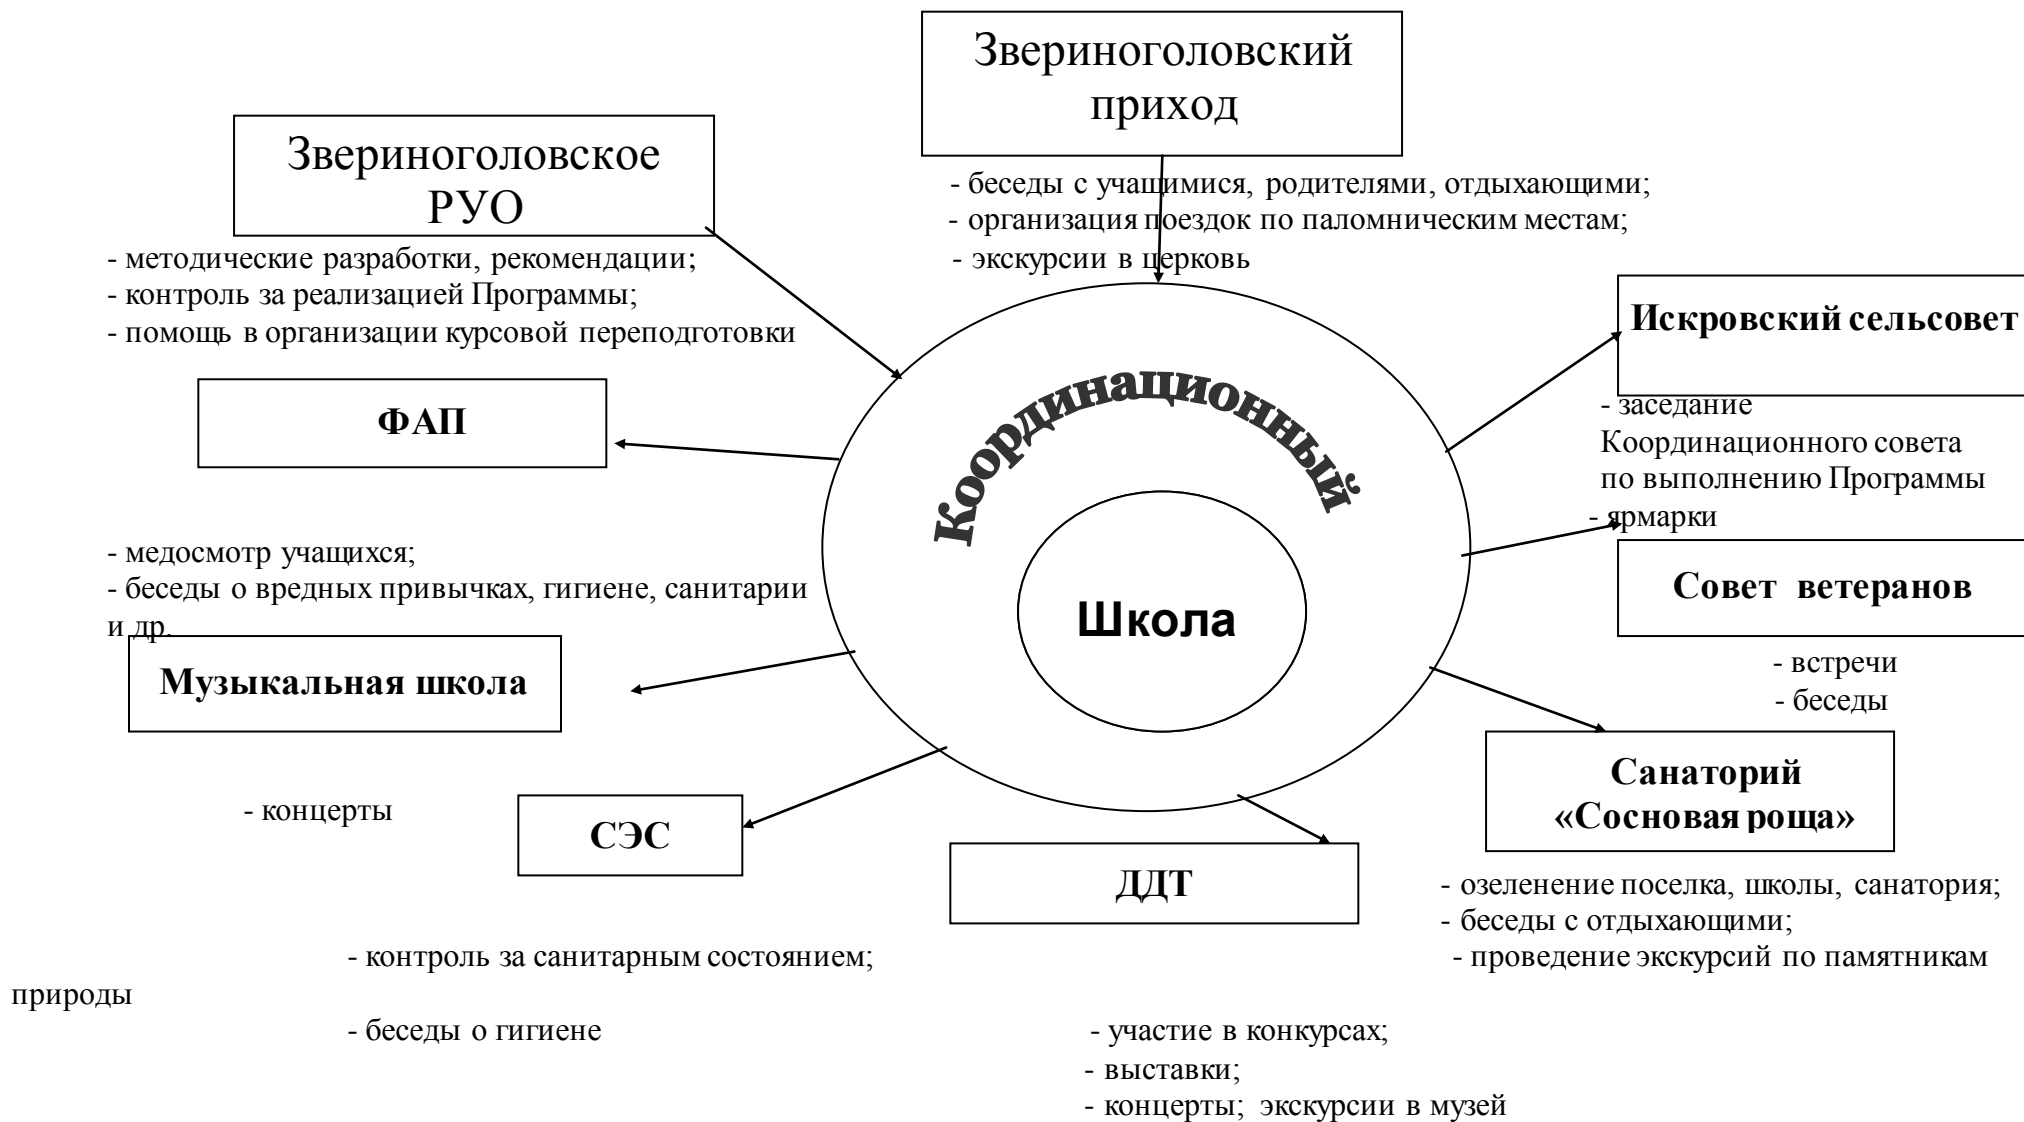 Звериноголовский
приход
Звериноголовское
РУО
- беседы с учащимися, родителями, отдыхающими;
- организация поездок по паломническим местам;
- экскурсии в церковь
- методические разработки, рекомендации;
- контроль за реализацией Программы;
- помощь в организации курсовой переподготовки
Искровский сельсовет
ФАП
- заседание
Координационного совета
по выполнению Программы
- ярмарки
Координационный
Школа
- медосмотр учащихся;
- беседы о вредных привычках, гигиене, санитарии
и др.
Совет ветеранов
- встречи
- беседы
Музыкальная школа
- концерты
Санаторий
«Сосновая роща»
СЭС
ДДТ
- озеленение поселка, школы, санатория;
- беседы с отдыхающими;
- контроль за санитарным состоянием;
- проведение экскурсий по памятникам
природы
- беседы о гигиене
- участие в конкурсах;
- выставки;
- концерты; экскурсии в музей